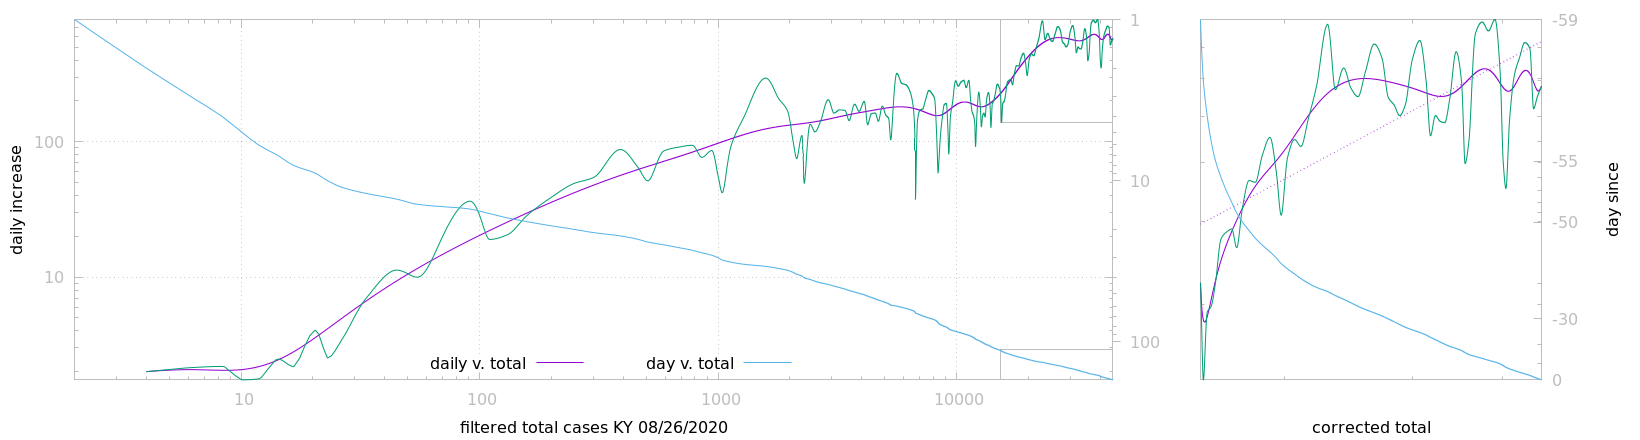 daily increase
100
10
10
100
1000
10000
filtered total cases KY 08/26/2020
daily v. total
day v. total
1
10
100
-59
-55
-50
-30
0
day since
corrected total